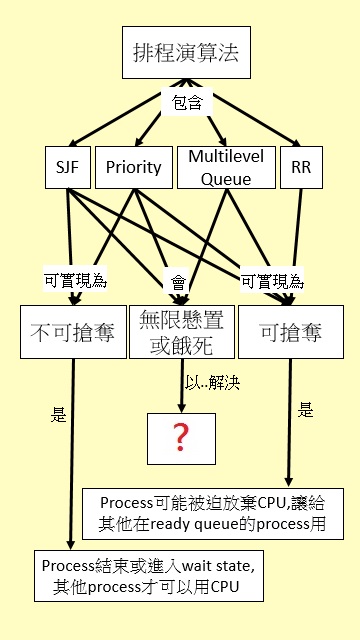 排程演算法
包含
SJF
Priority
Multilevel
Queue
RR
可實現為
會
可實現為
不可搶奪
無限懸置
或餓死
可搶奪
是
以..解決
是
?
Process可能被迫放棄CPU,讓給
其他在ready queue的process用
Process結束或進入wait state,
其他process才可以用CPU